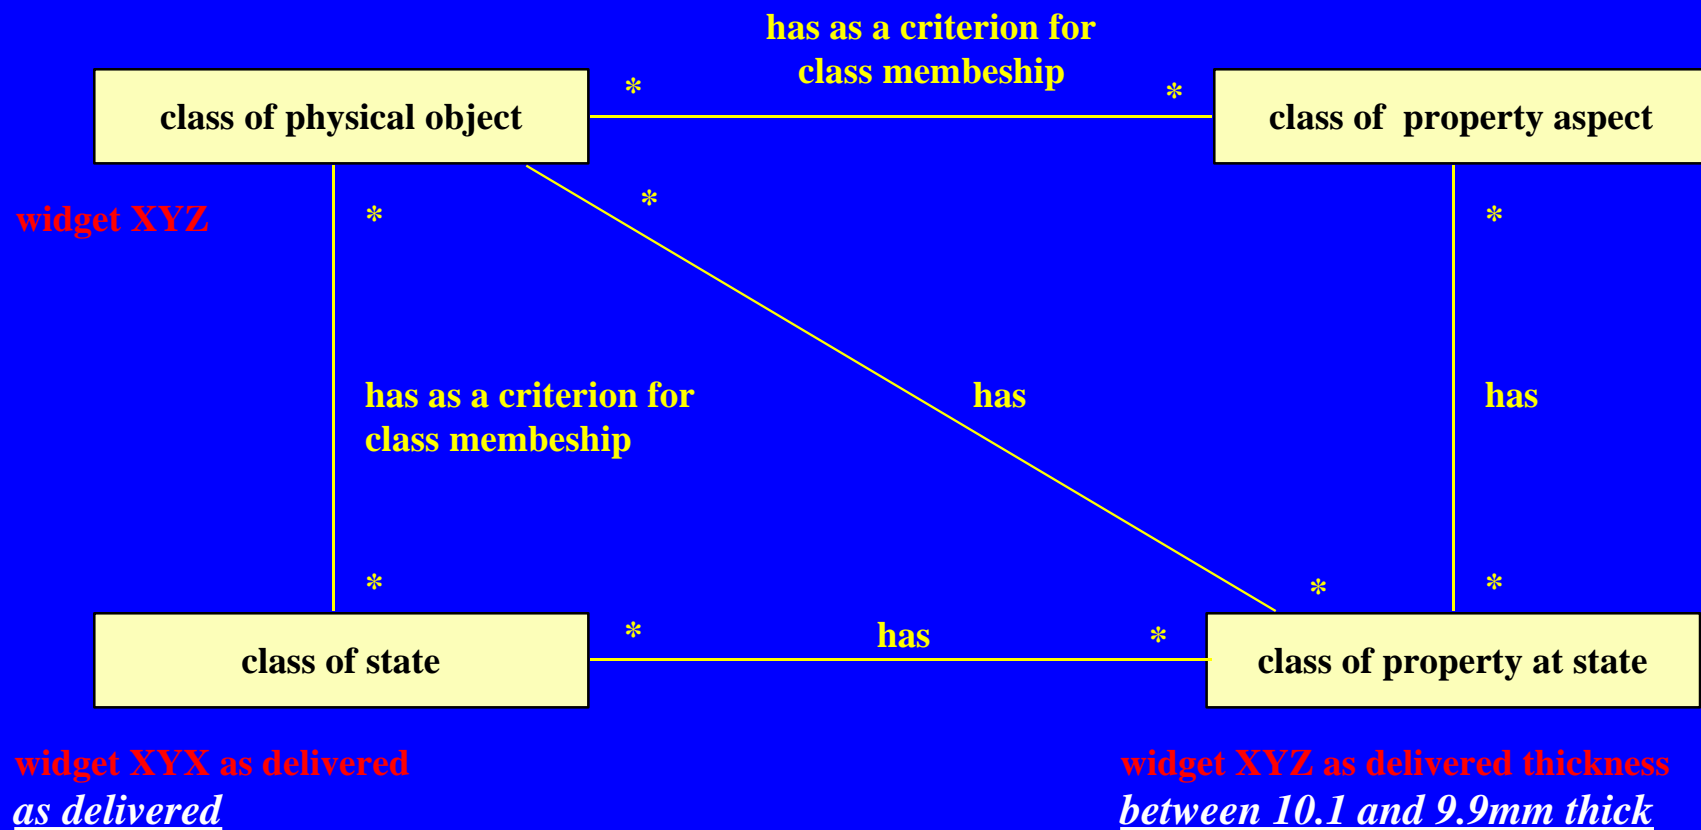 has as a criterion for
class membeship
*
*
class of physical object
class of property aspect
widget XYZ
*
*
*
has as a criterion for
class membeship
has
has
*
*
*
*
has
*
class of state
class of property at state
widget XYX as delivered
widget XYZ as delivered thickness
as delivered
between 10.1 and 9.9mm thick